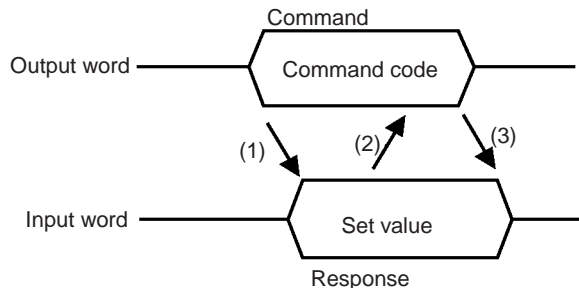 Command
Output word
Command code
(1)
(2)
(3)
Input word
Set value
Response